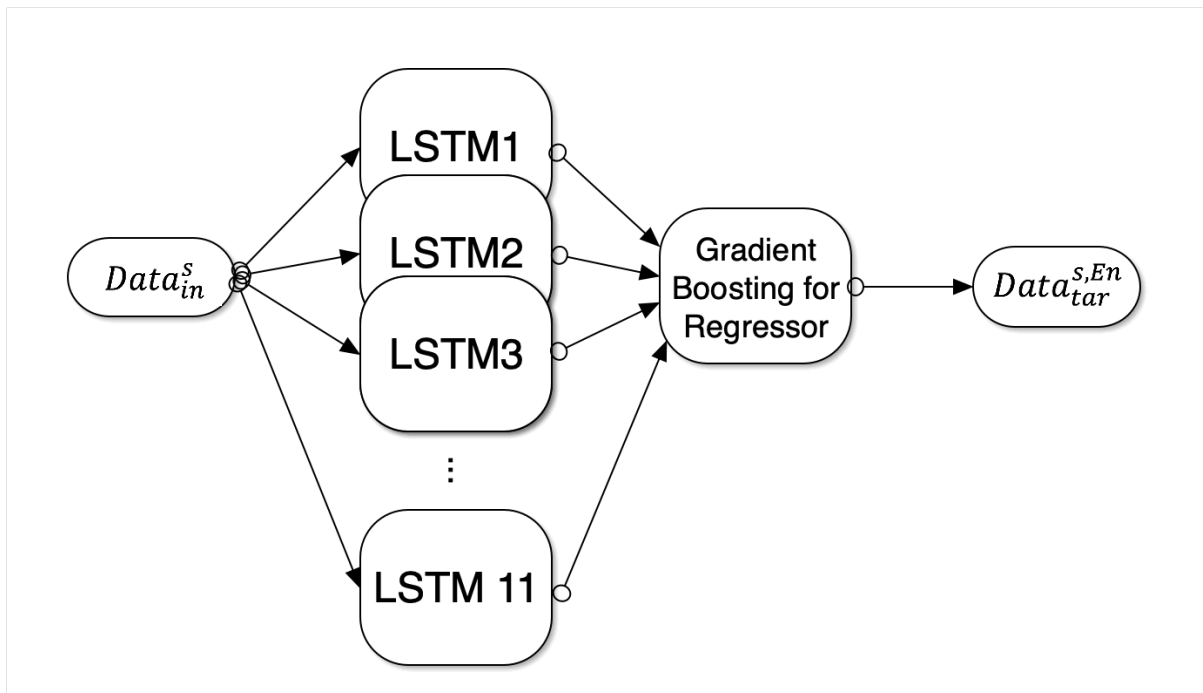 Data^s_in
LSTM1
LSTM2
LSTM3
⋮
LSTM 11
Gradient
Boosting for
Regressor
Data^{s,En}_tar